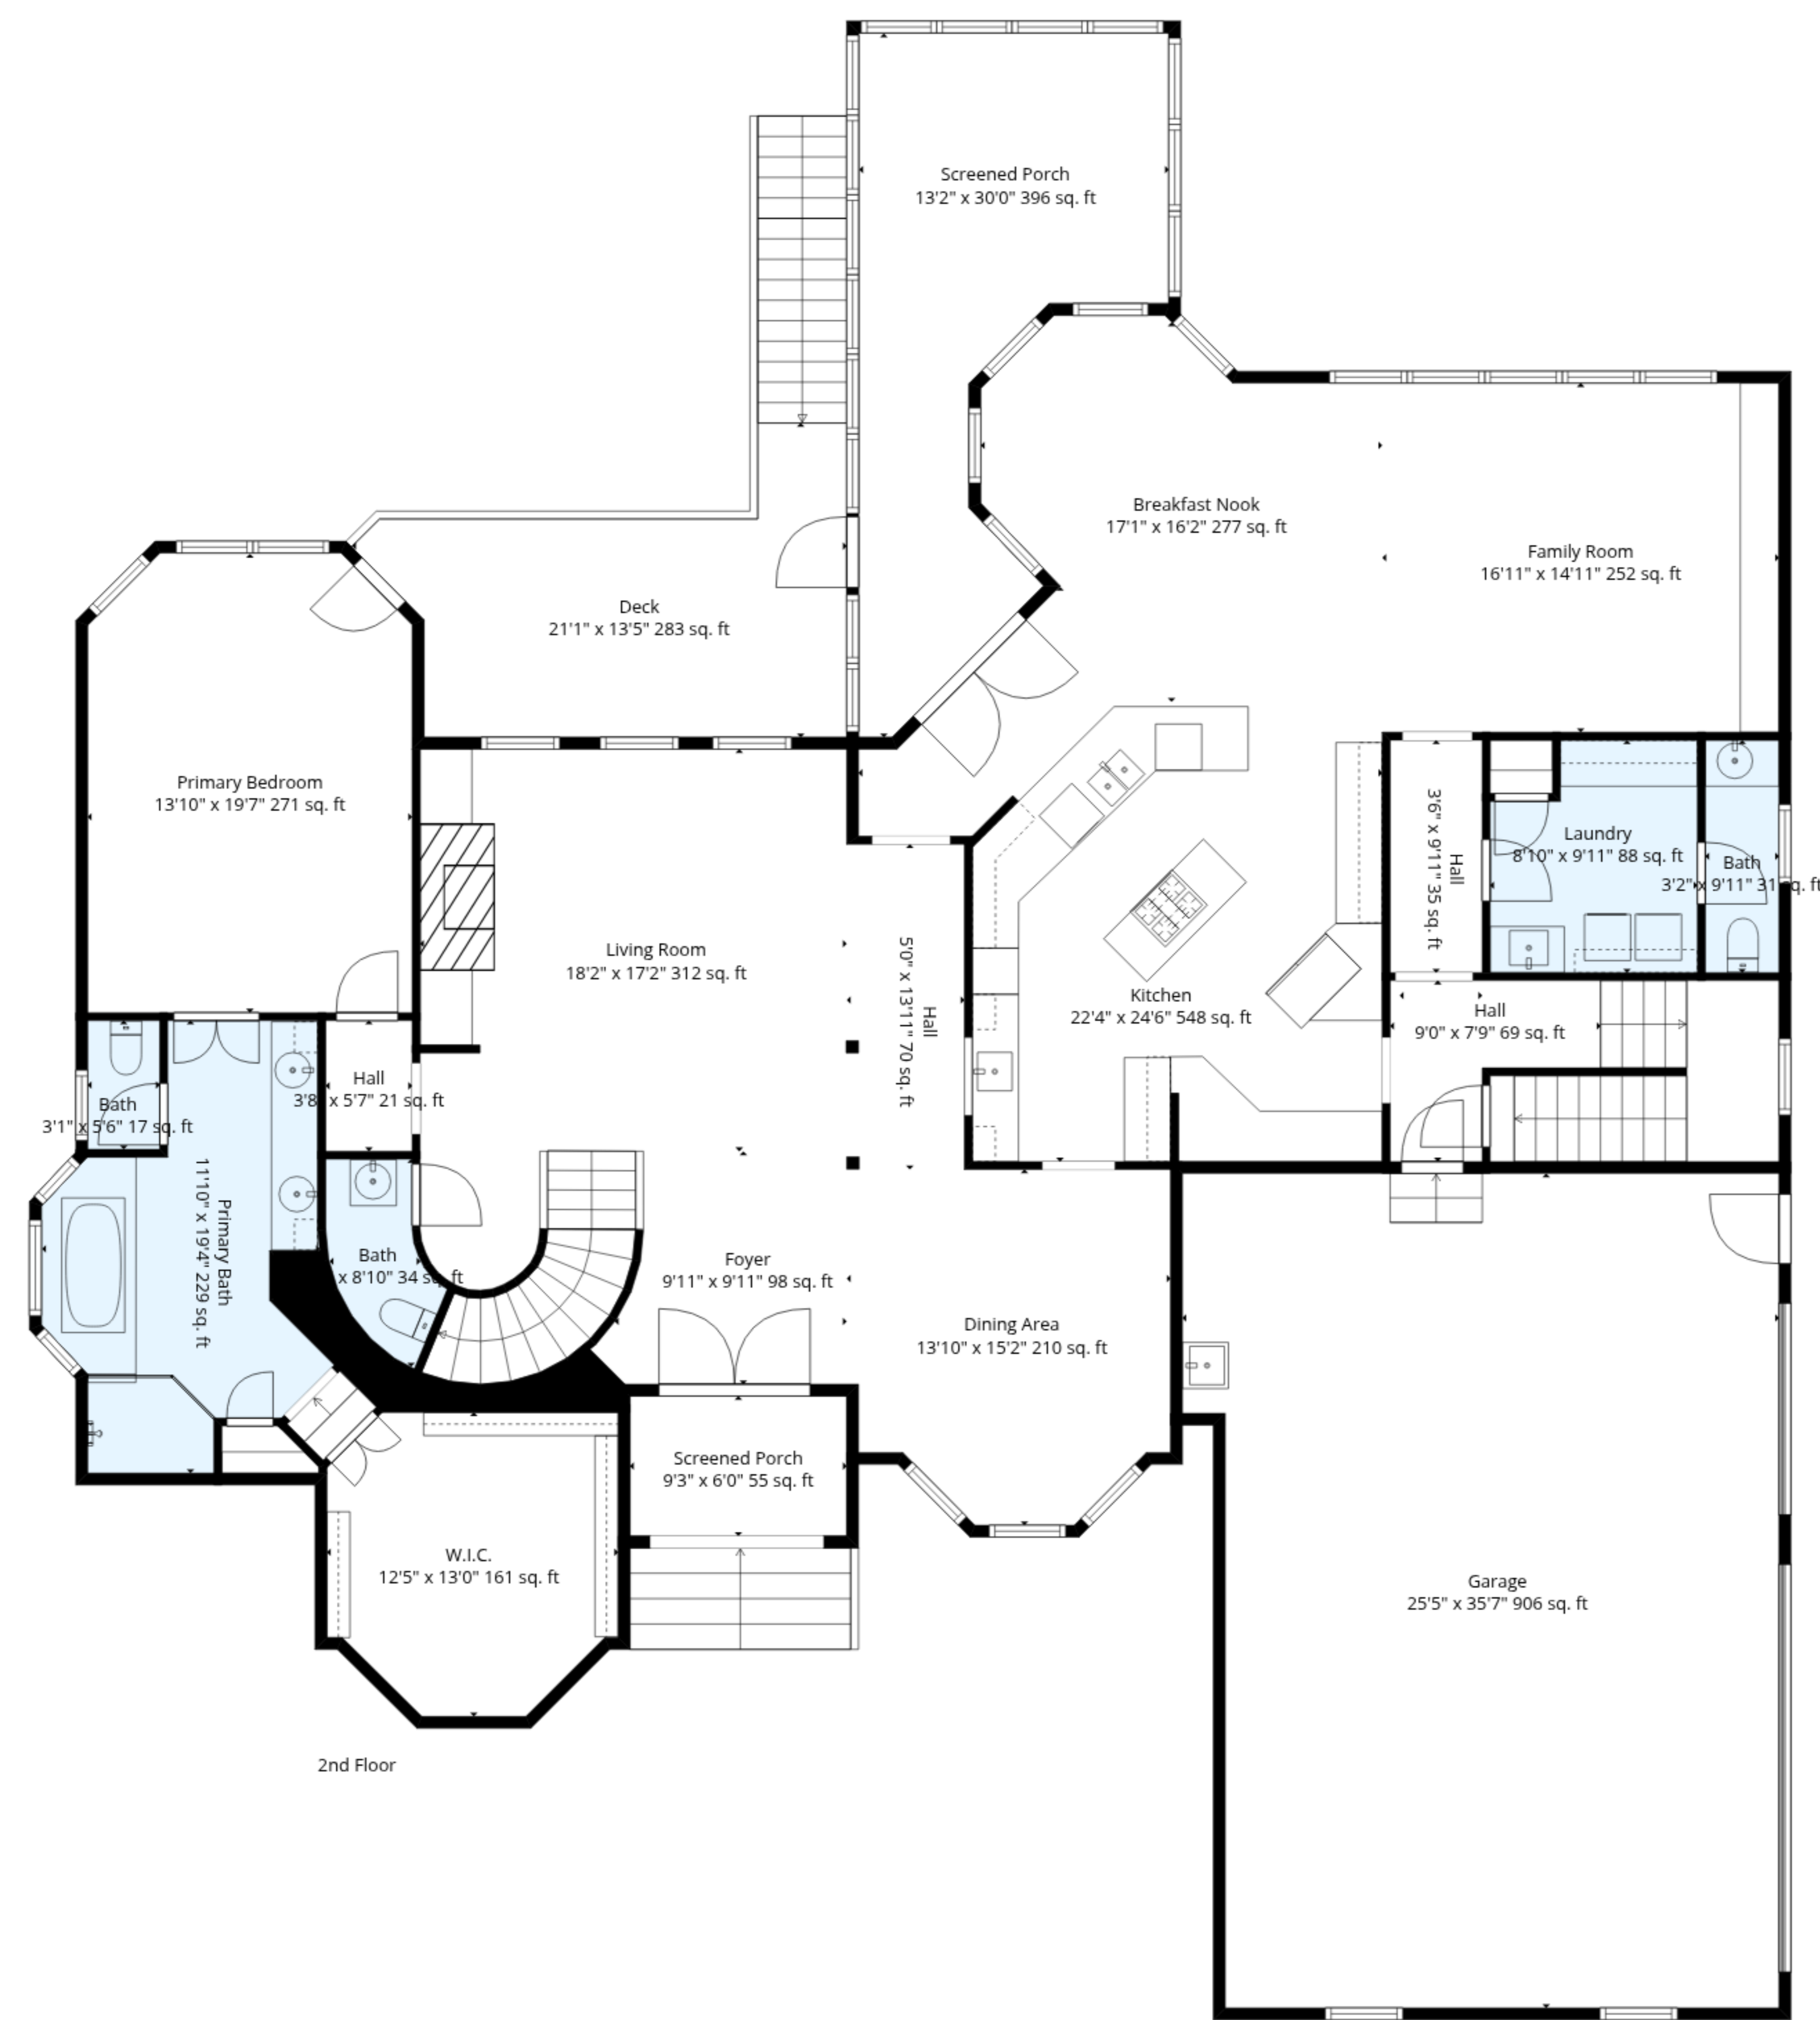 Screened Porch
13'2" x 30'0" 396 sq. ft
Breakfast Nook
17'1" x 16'2" 277 sq. ft
Family Room
16'11" x 14'11" 252 sq. ft
Deck
21'1" x 13'5" 283 sq. ft
Primary Bedroom
13'10" x 19'7" 271 sq. ft
Living Room
18'2" x 17'2" 312 sq. ft
Hall
5'0" x 13'11" 70 sq. ft
Kitchen
22'4" x 24'6" 548 sq. ft
Hall
3'6" x 9'11" 35 sq. ft
Laundry
8'10" x 9'11" 88 sq. ft
Bath
3'2" x 9'11" 31 sq. ft
Hall
9'0" x 7'9" 69 sq. ft
Bath
3'1" x 5'6" 17 sq. ft
Hall
3'8" x 5'7" 21 sq. ft
Primary Bath
11'10" x 19'4" 229 sq. ft
Bath
x 8'10" 34 sq. ft
Foyer
9'11" x 9'11" 98 sq. ft
Dining Area
13'10" x 15'2" 210 sq. ft
Screened Porch
9'3" x 6'0" 55 sq. ft
W.I.C.
12'5" x 13'0" 161 sq. ft
Garage
25'5" x 35'7" 906 sq. ft
2nd Floor